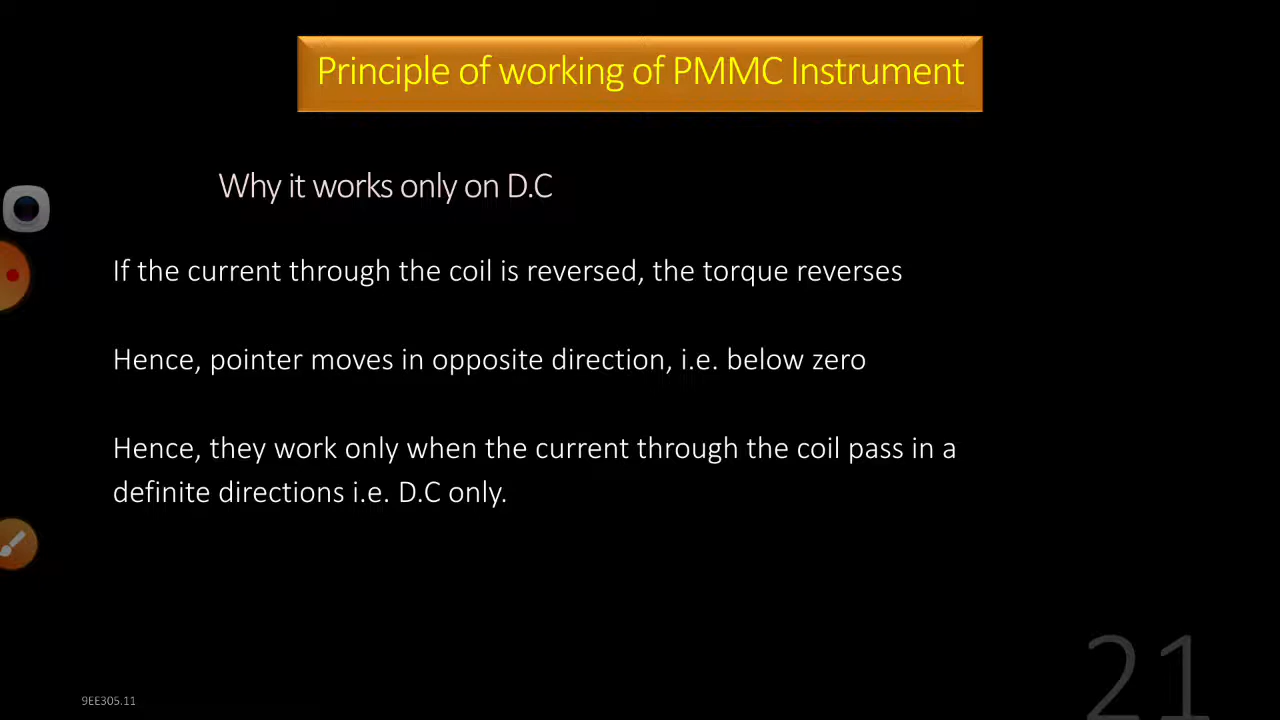 Principle of working of PMMC Instrument
Why it works only on D.C
If the current through the coil is reversed, the torque reverses
Hence, pointer moves in opposite direction, i.e. below zero
Hence, they work only when the current through the coil pass in a
definite directions i.e. D.C only.
21
9EE305.11